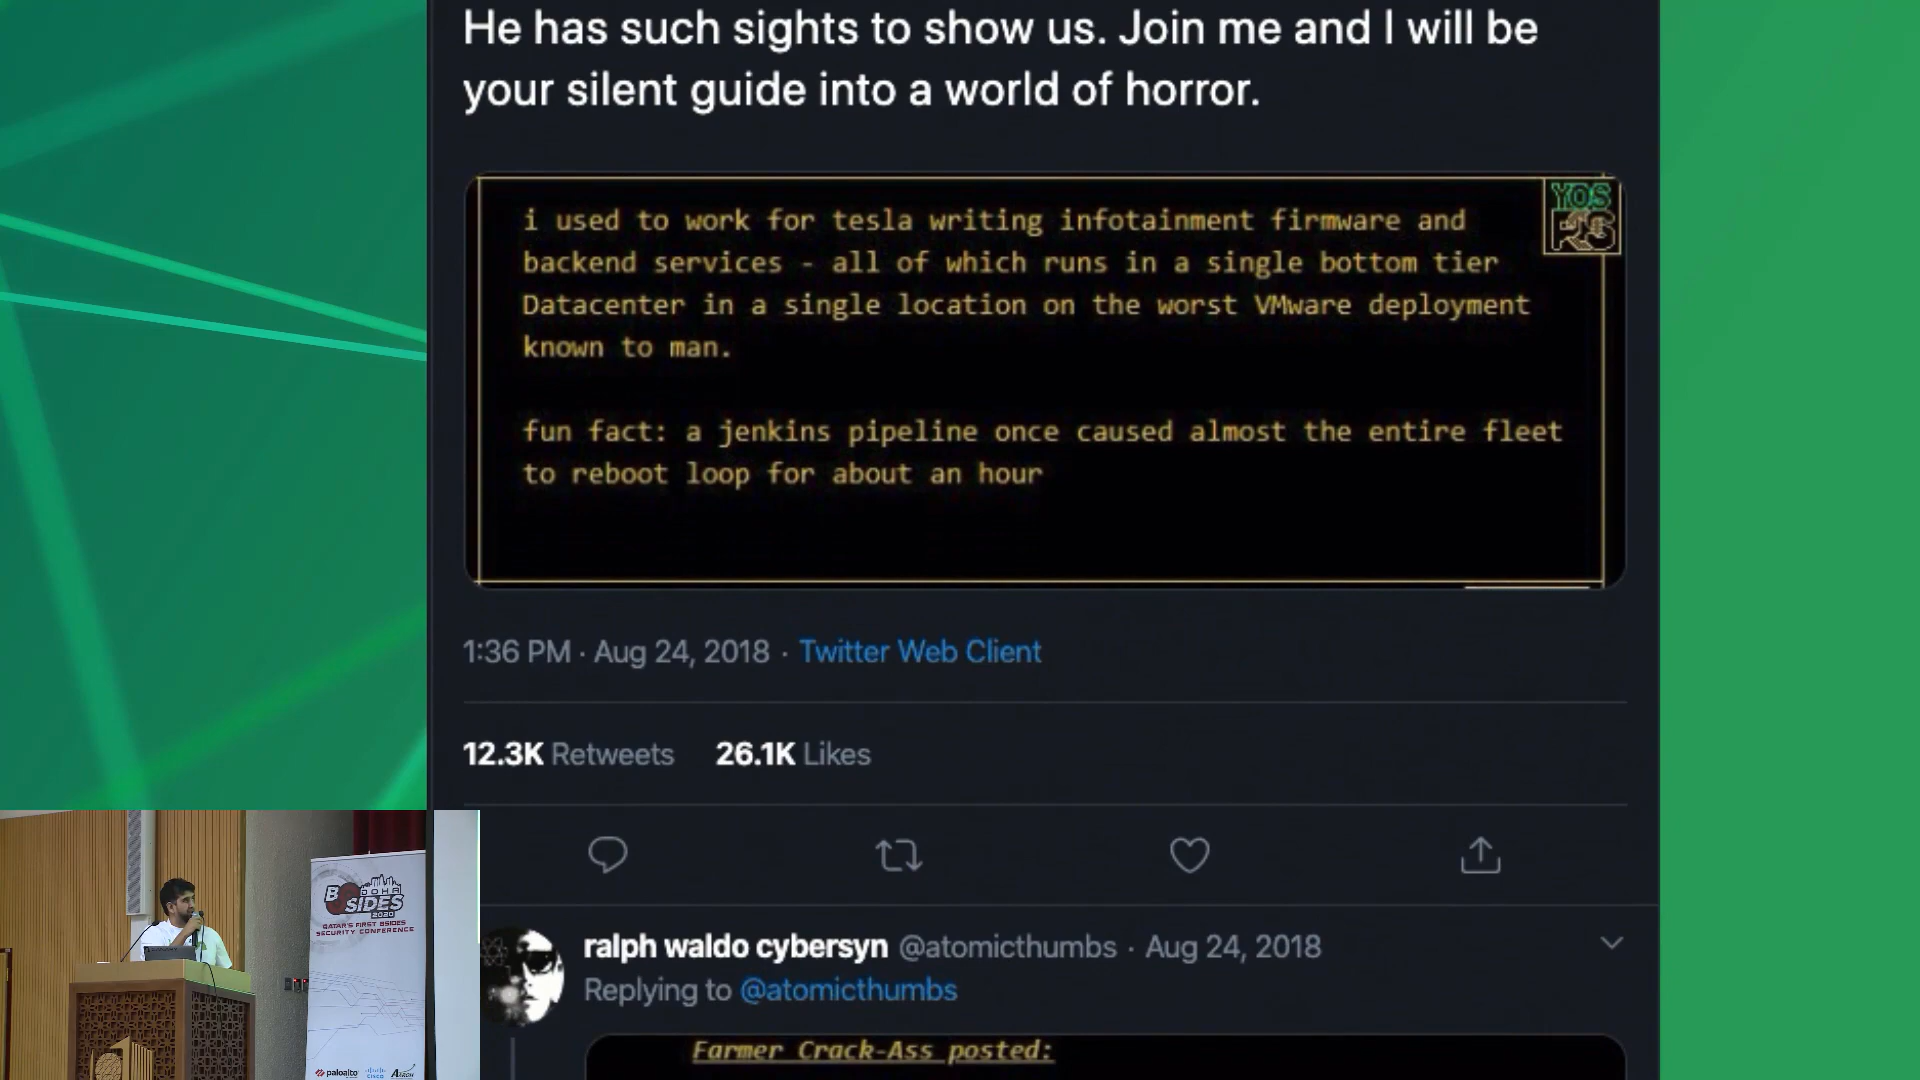 He has such sights to show us. Join me and I will be
your silent guide into a world of horror.
YOS
POS
i used to work for tesla writing infotainment firmware and
backend services - all of which runs in a single bottom tier
Datacenter in a single location on the worst VMware deployment
known to man.
fun fact: a jenkins pipeline once caused almost the entire fleet
to reboot loop for about an hour
1:36 PM · Aug 24, 2018 · Twitter Web Client
12.3K Retweets 26.1K Likes
ralph waldo cybersyn @atomicthumbs · Aug 24, 2018
Replying to @atomicthumbs
Farmer Crack-Ass posted:
BSIDES
DOHA
2020
QATAR'S FIRST BSIDES
SECURITY CONFERENCE
paloalto
CISCO